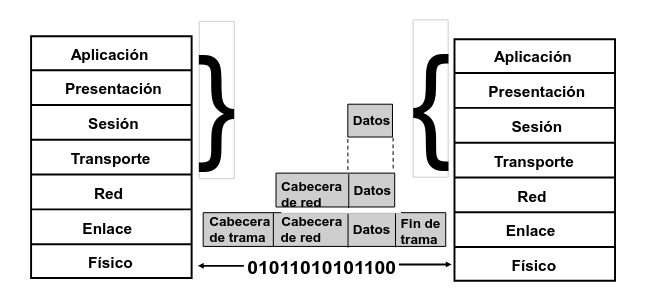 Aplicación
Presentación
Sesión
Transporte
Red
Enlace
Físico
Datos
Cabecera
de red
Datos
Cabecera
de trama
Cabecera
de red
Datos
Fin de
trama
01011010101100
Aplicación
Presentación
Sesión
Transporte
Red
Enlace
Físico